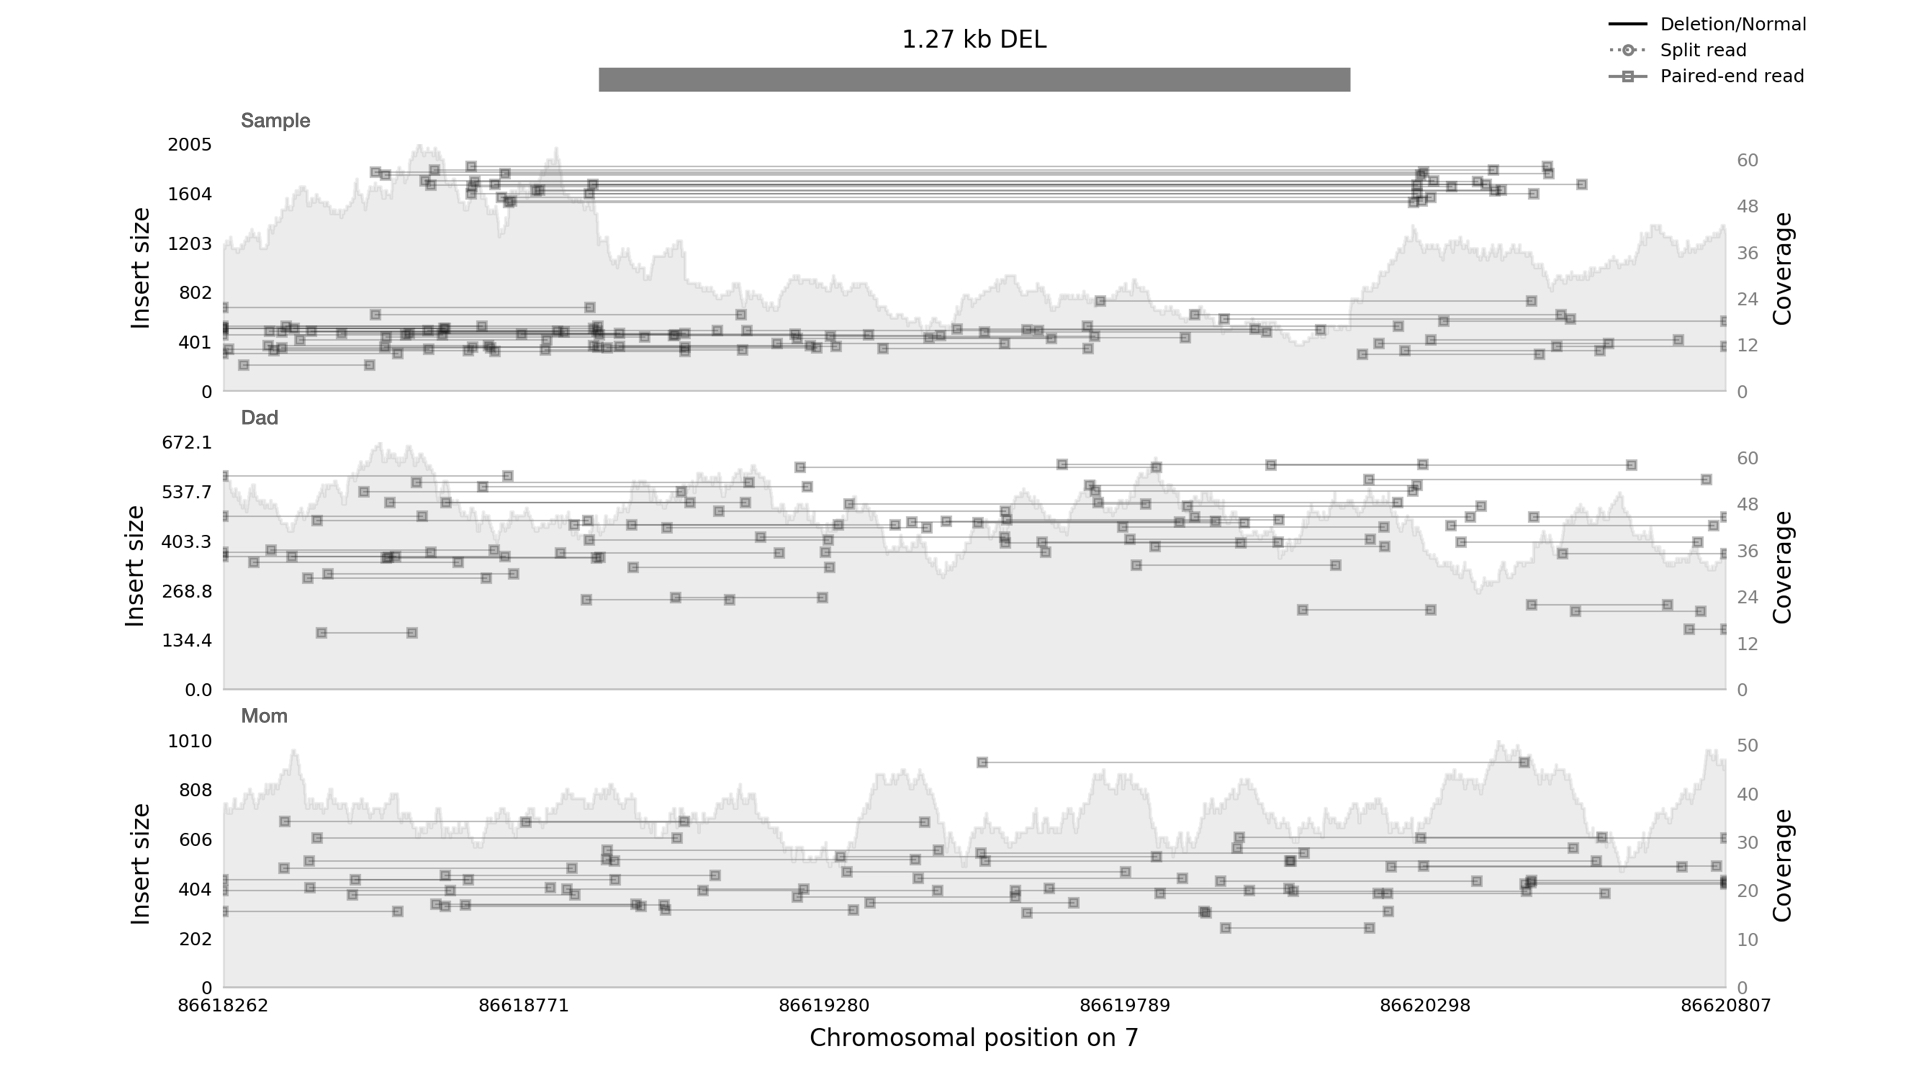 1.27 kb DEL
Deletion/Normal
Split read
Paired-end read
Sample
2005
1604
1203
802
401
0
Insert size
60
48
36
24
12
0
Coverage
Dad
672.1
537.7
403.3
268.8
134.4
0.0
Insert size
60
48
36
24
12
0
Coverage
Mom
1010
808
606
404
202
0
Insert size
50
40
30
20
10
0
Coverage
86618262 86618771 86619280 86619789 86620298 86620807
Chromosomal position on 7